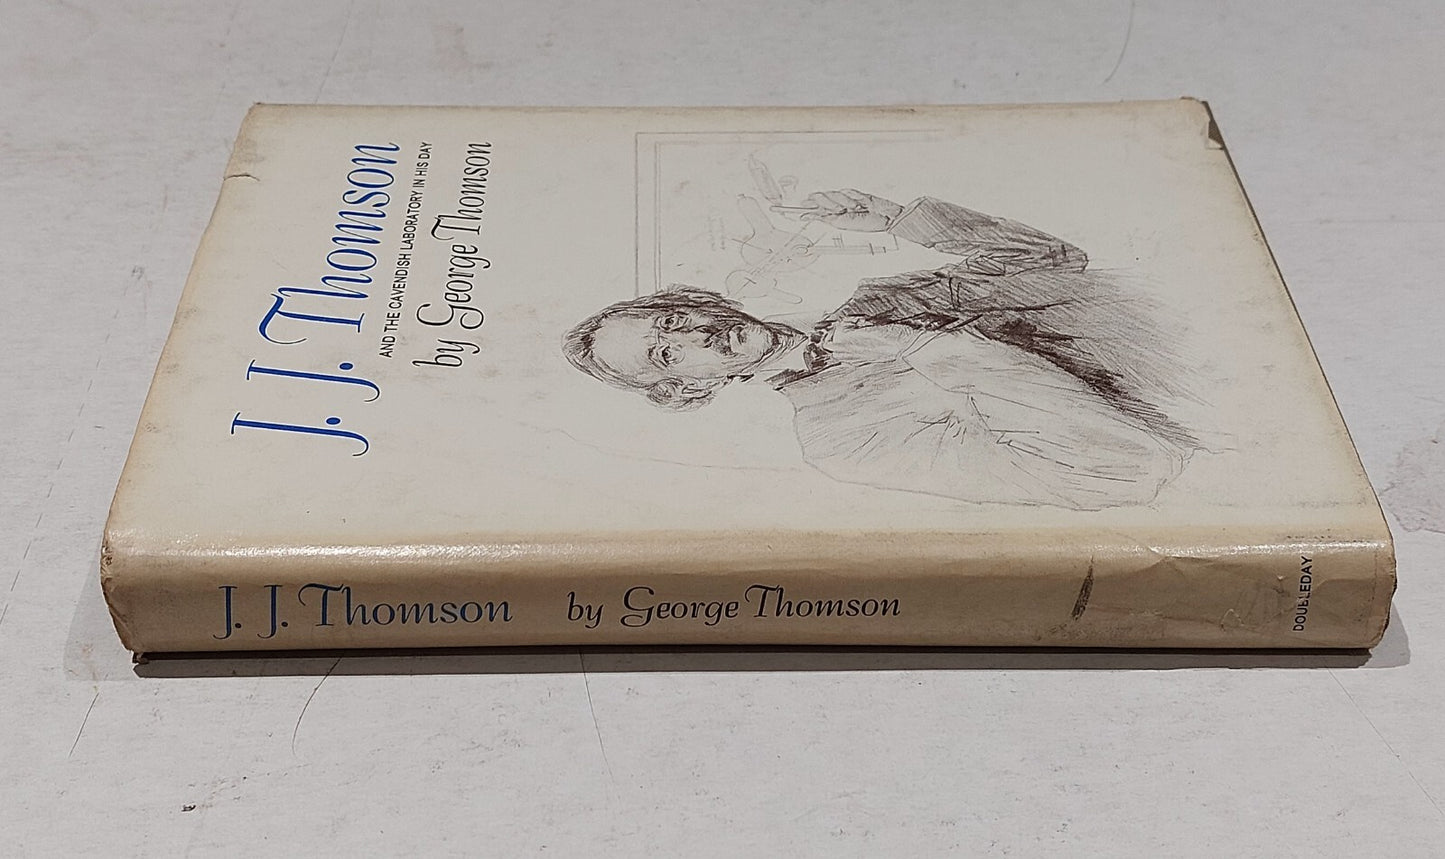 J. J. Thomson
AND THE CAVENDISH LABORATORY IN HIS DAY
by George Thomson
J. J. Thomson by George Thomson
DOUBLEDAY